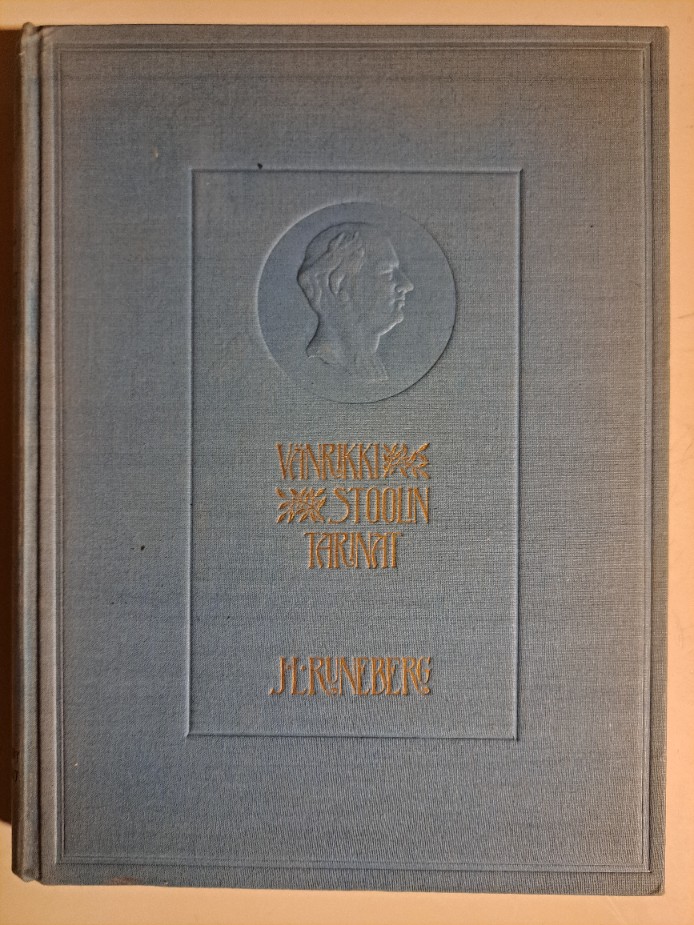 VÄNRIKKI
STOOLIN
TARINAT
J·L·RUNEBERG